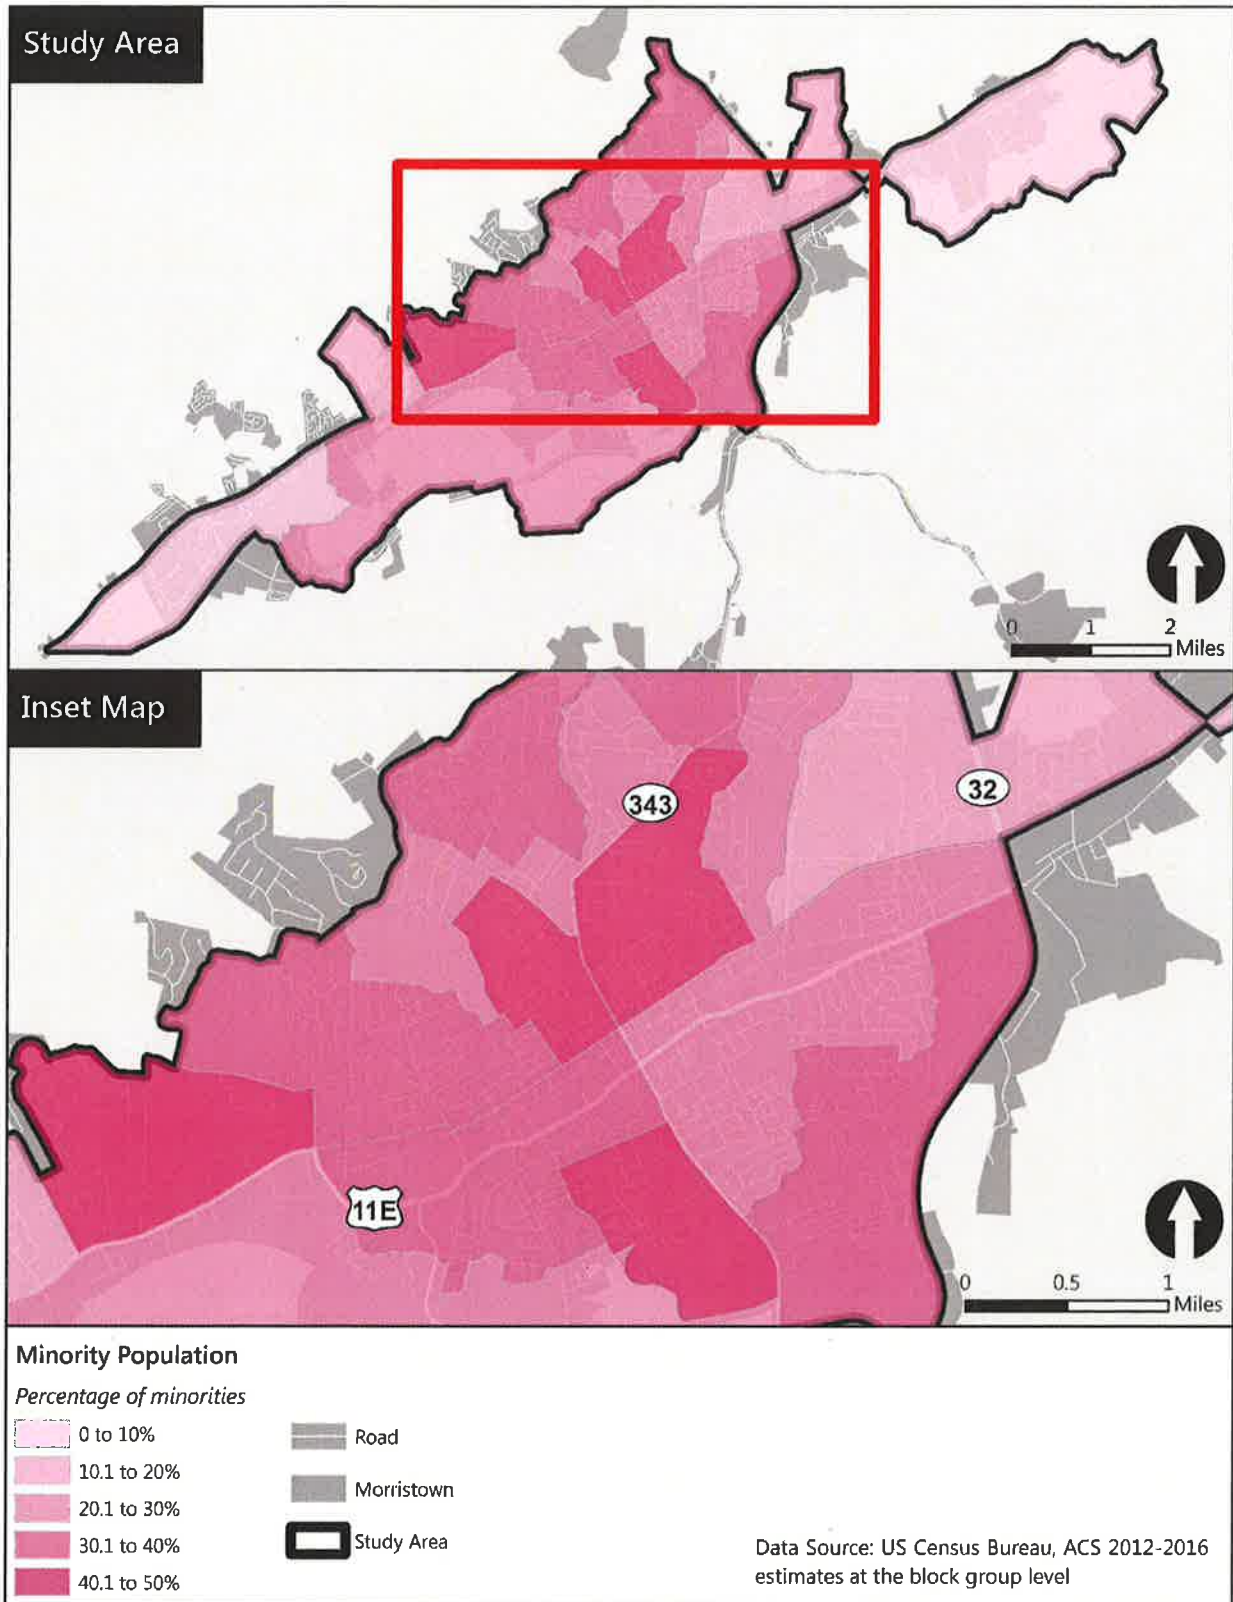 Study Area
0 1 2
Miles
Inset Map
343
32
11E
0 0.5 1
Miles
Minority Population
Percentage of minorities
0 to 10%
10.1 to 20%
20.1 to 30%
30.1 to 40%
40.1 to 50%
Road
Morristown
Study Area
Data Source: US Census Bureau, ACS 2012-2016
estimates at the block group level